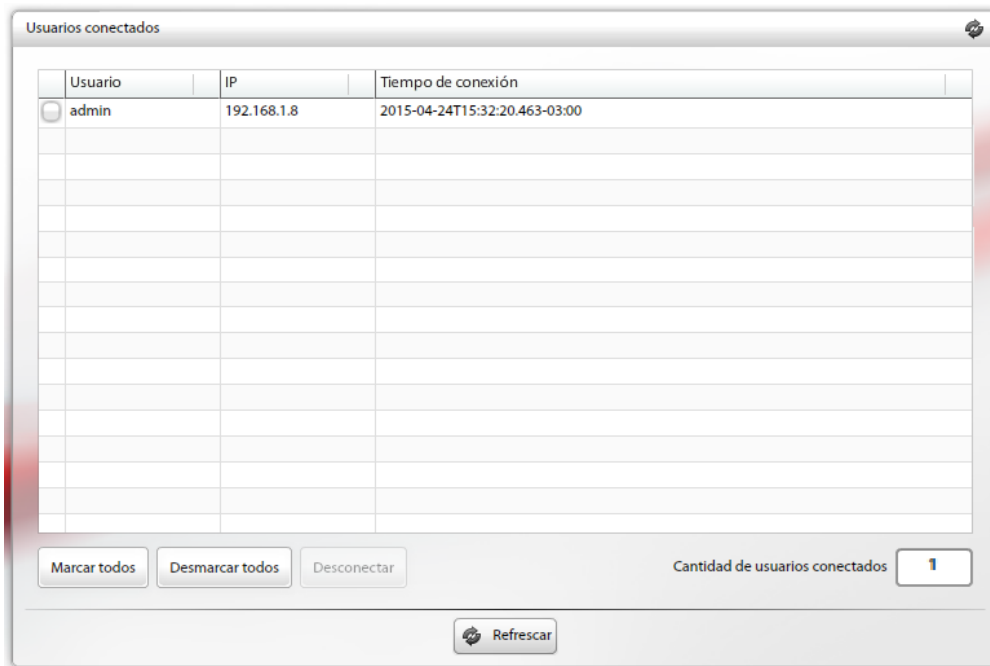 Usuarios conectados
Usuario IP Tiempo de conexión
admin 192.168.1.8 2015-04-24T15:32:20.463-03:00
Marcar todos Desmarcar todos Desconectar Cantidad de usuarios conectados 1
Refrescar